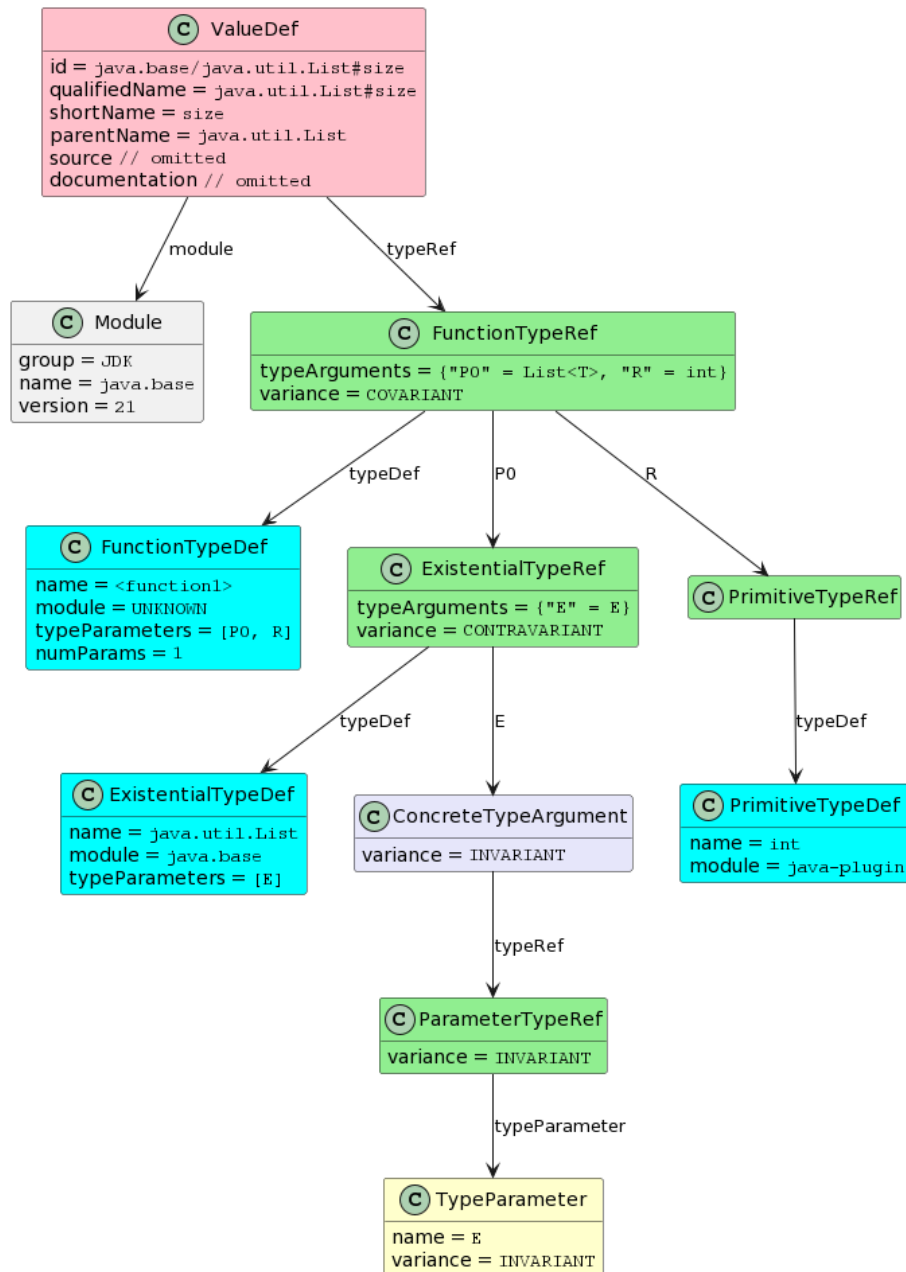 C ValueDef
id = java.base/java.util.List#size
qualifiedName = java.util.List#size
shortName = size
parentName = java.util.List
source // omitted
documentation // omitted
module
typeRef
C Module
group = JDK
name = java.base
version = 21
C FunctionTypeRef
typeArguments = {"P0" = List<T>, "R" = int}
variance = COVARIANT
typeDef
P0
R
C FunctionTypeDef
name = <function1>
module = UNKNOWN
typeParameters = [P0, R]
numParams = 1
C ExistentialTypeRef
typeArguments = {"E" = E}
variance = CONTRAVARIANT
C PrimitiveTypeRef
typeDef
E
typeDef
C ExistentialTypeDef
name = java.util.List
module = java.base
typeParameters = [E]
C ConcreteTypeArgument
variance = INVARIANT
C PrimitiveTypeDef
name = int
module = java-plugin
typeRef
C ParameterTypeRef
variance = INVARIANT
typeParameter
C TypeParameter
name = E
variance = INVARIANT